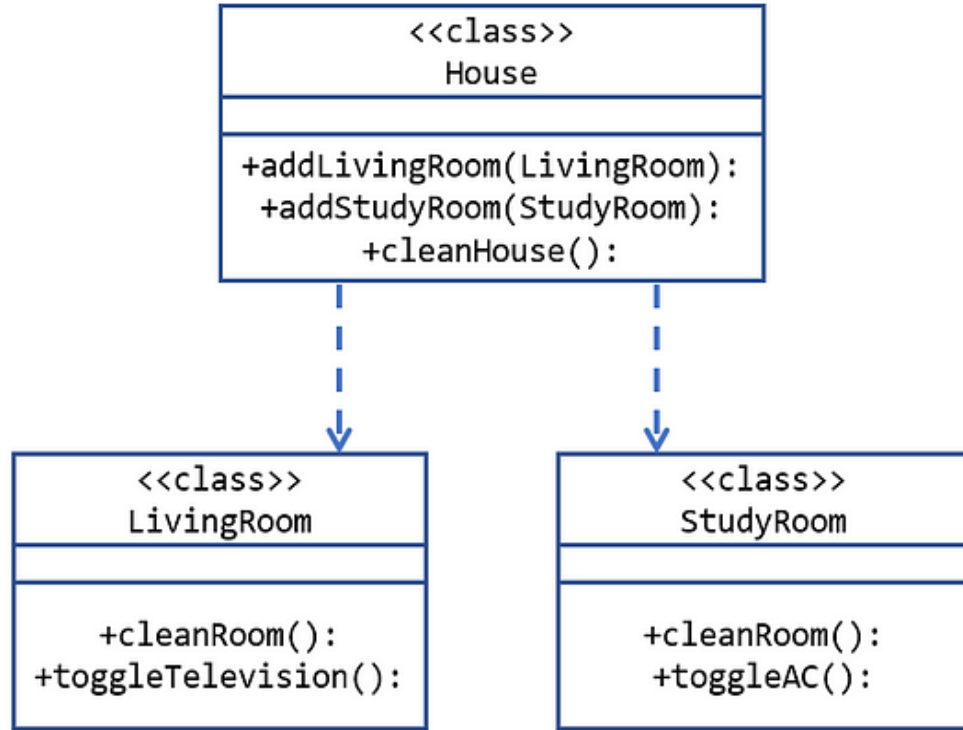 <<class>>
House
+addLivingRoom(LivingRoom):
+addStudyRoom(StudyRoom):
+cleanHouse():
<<class>>
LivingRoom
+cleanRoom():
+toggleTelevision():
<<class>>
StudyRoom
+cleanRoom():
+toggleAC():